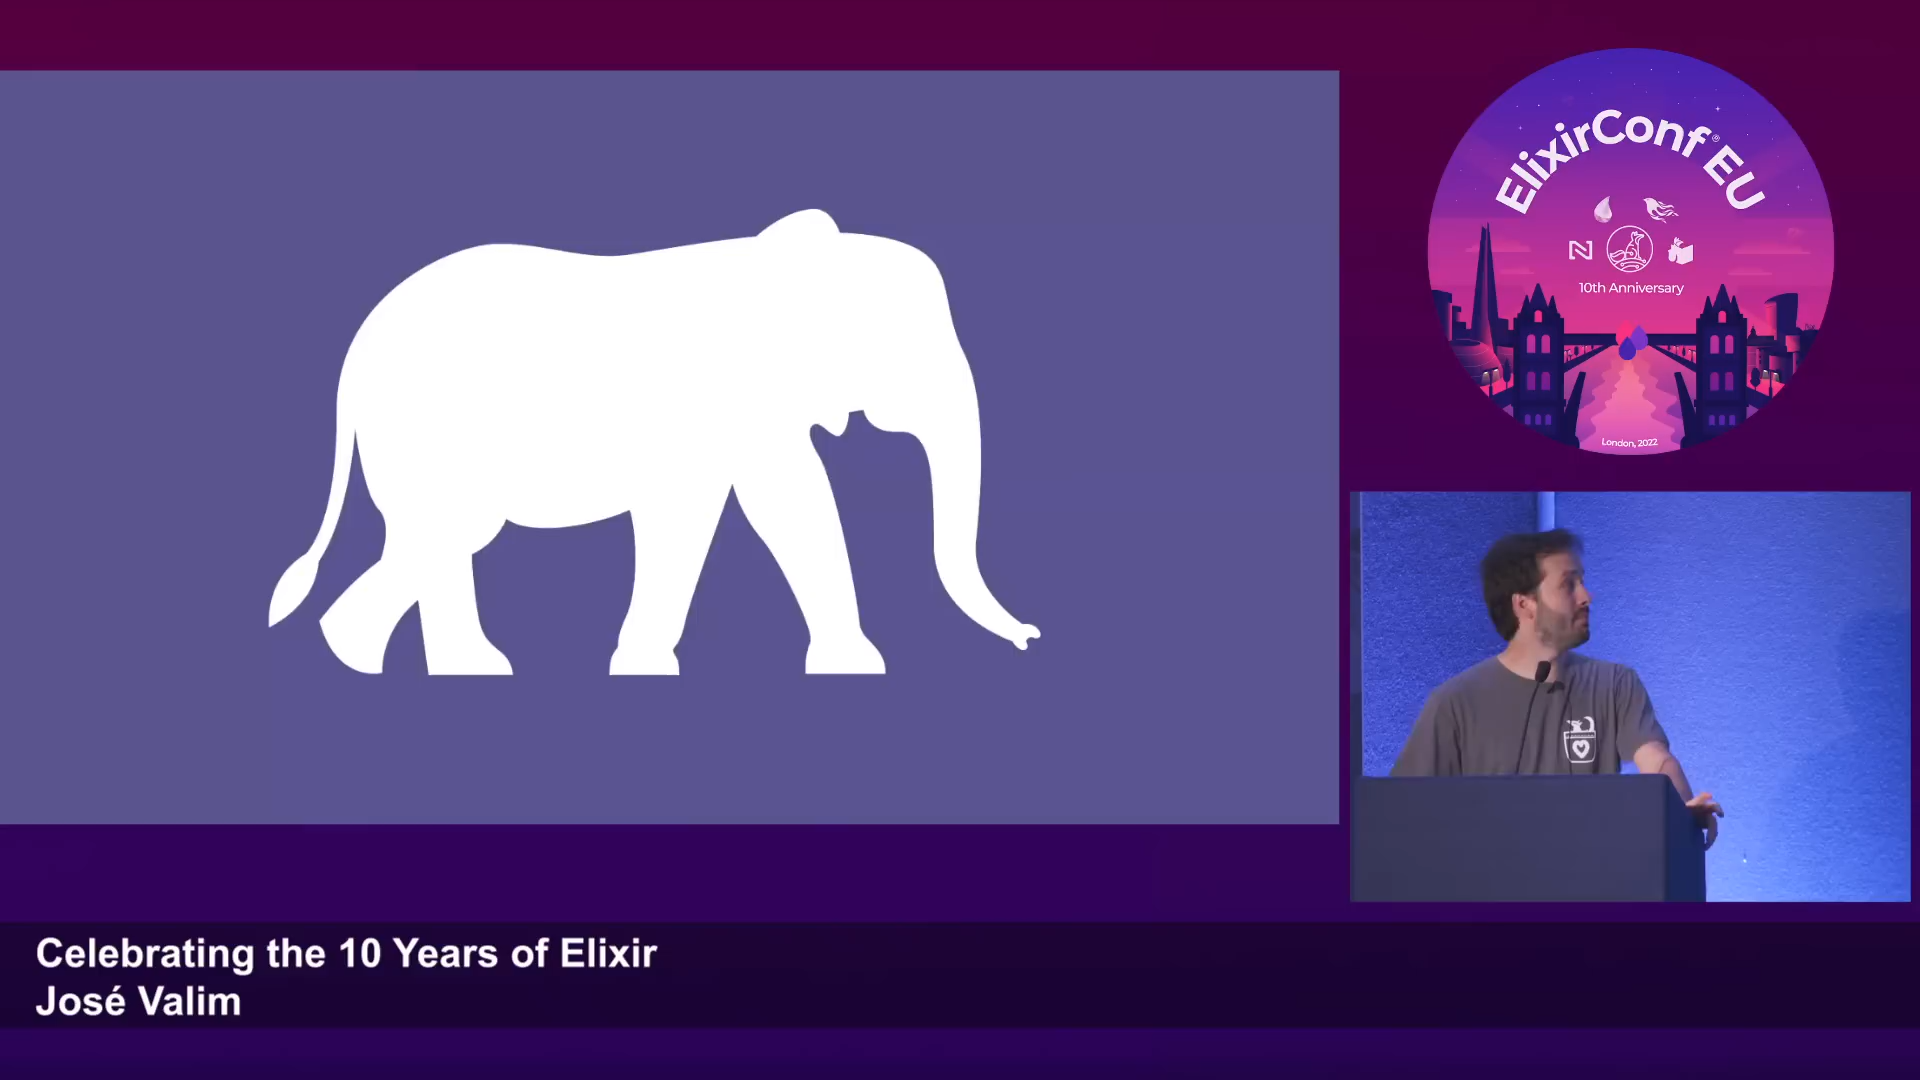 ElixirConf® EU
10th Anniversary
London, 2022
Celebrating the 10 Years of Elixir
José Valim